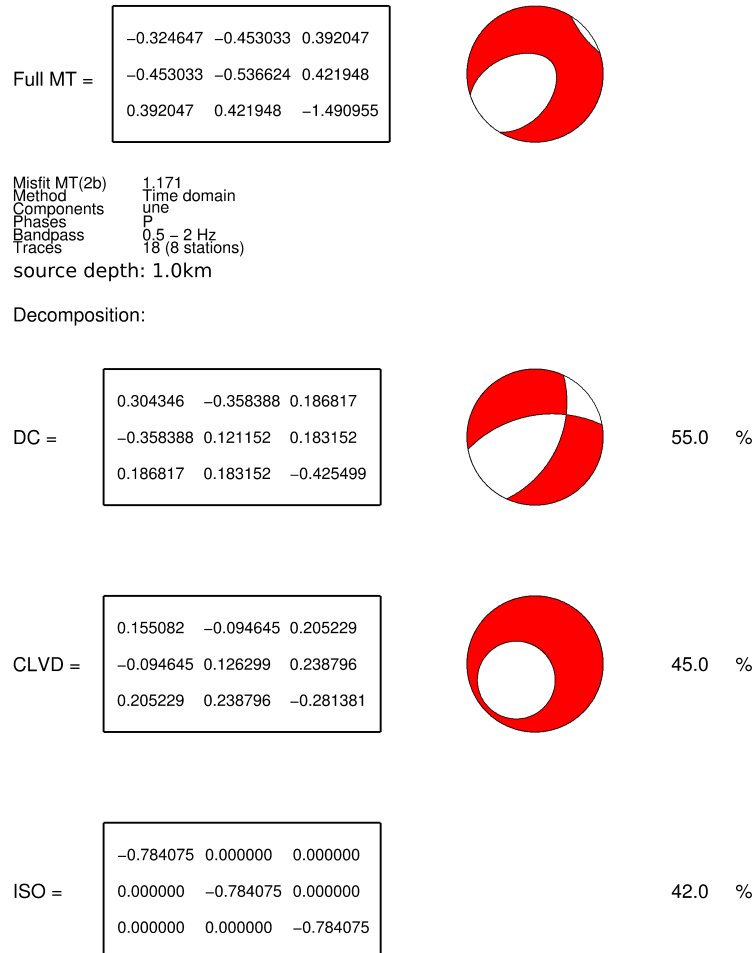 −0.324647 −0.453033 0.392047
Full MT = −0.453033 −0.536624 0.421948
0.392047 0.421948 −1.490955
Misfit MT(2b) 1.171
Method Time domain
Components une
Phases P
Bandpass 0.5 − 2 Hz
Traces 18 (8 stations)
source depth: 1.0km
Decomposition:
0.304346 −0.358388 0.186817
DC = −0.358388 0.121152 0.183152 55.0 %
0.186817 0.183152 −0.425499
0.155082 −0.094645 0.205229
CLVD = −0.094645 0.126299 0.238796 45.0 %
0.205229 0.238796 −0.281381
−0.784075 0.000000 0.000000
ISO = 0.000000 −0.784075 0.000000 42.0 %
0.000000 0.000000 −0.784075